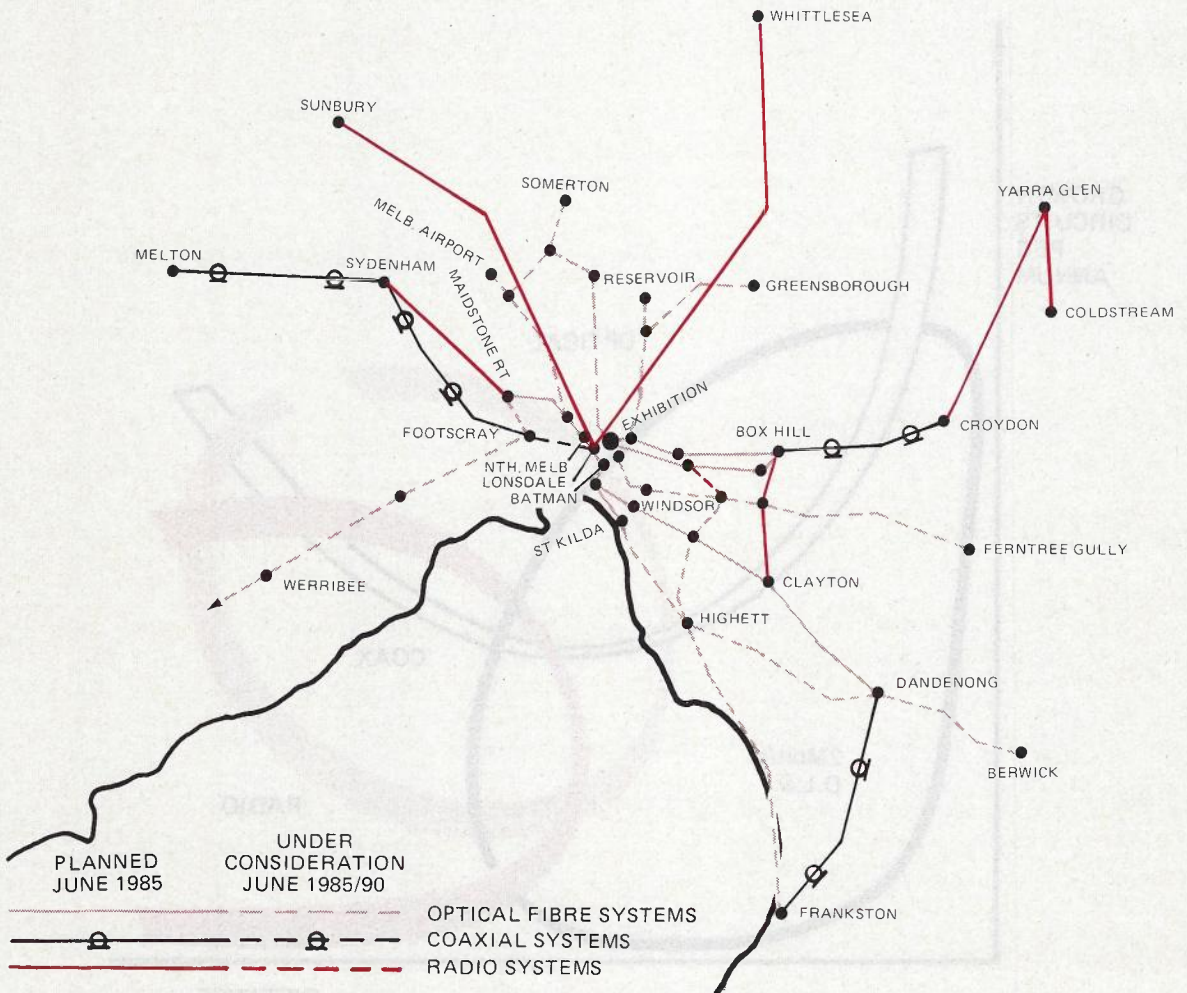 WHITTLESEA
SUNBURY
SOMERTON
YARRA GLEN
MELB. AIRPORT
MELTON
SYDENHAM
RESERVOIR
GREENSBOROUGH
MAIDSTONE RT
COLDSTREAM
EXHIBITION
FOOTSCRAY
BOX HILL
CROYDON
NTH. MELB
LONSDALE
BATMAN
WINDSOR
ST KILDA
FERNTREE GULLY
WERRIBEE
CLAYTON
HIGHETT
DANDENONG
BERWICK
FRANKSTON
PLANNED
JUNE 1985
UNDER
CONSIDERATION
JUNE 1985/90
OPTICAL FIBRE SYSTEMS
COAXIAL SYSTEMS
RADIO SYSTEMS
COAX
RADIO